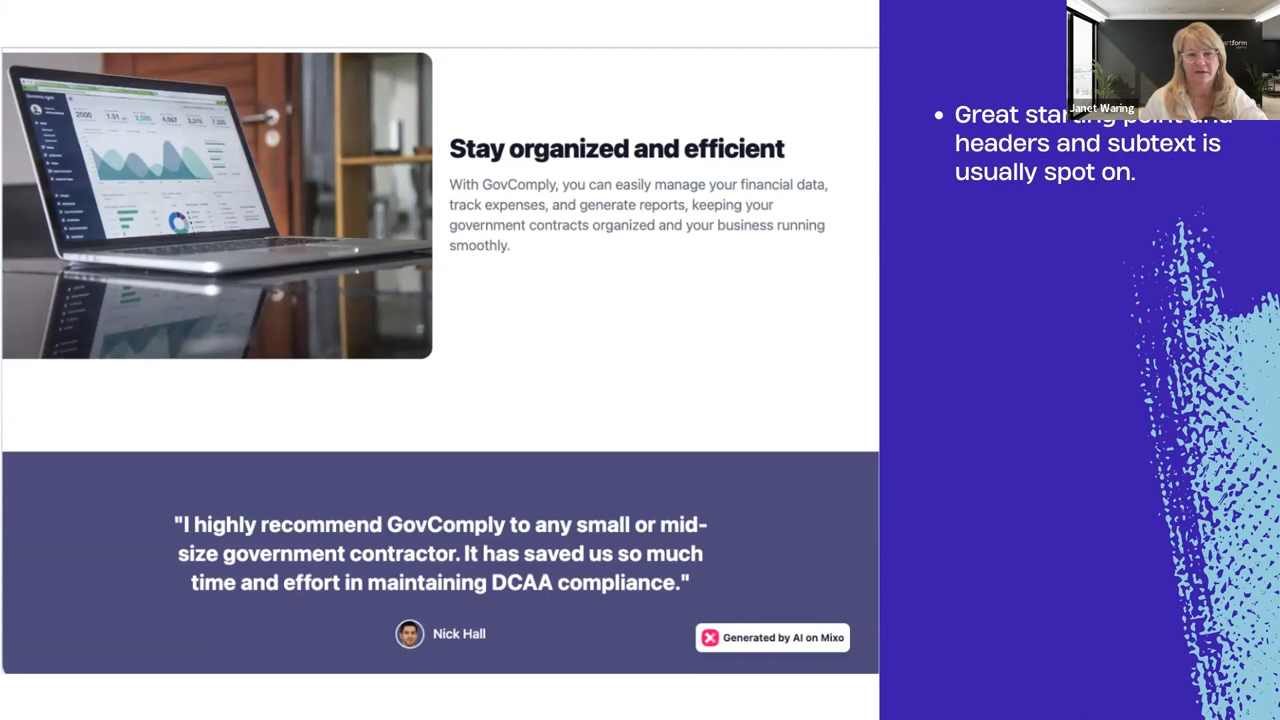 Stay organized and efficient
With GovComply, you can easily manage your financial data,
track expenses, and generate reports, keeping your
government contracts organized and your business running
smoothly.
"I highly recommend GovComply to any small or mid-
size government contractor. It has saved us so much
time and effort in maintaining DCAA compliance."
Nick Hall
Generated by AI on Mixo
Janet Waring
• Great starting point and
headers and subtext is
usually spot on.